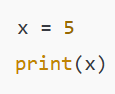 x = 5
print(x)